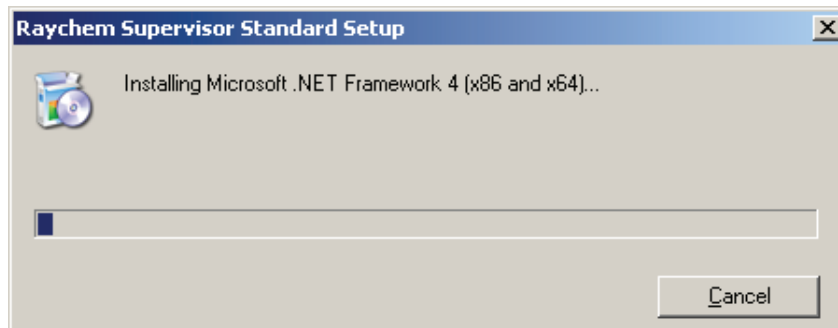 Raychem Supervisor Standard Setup
Installing Microsoft .NET Framework 4 (x86 and x64)...
Cancel